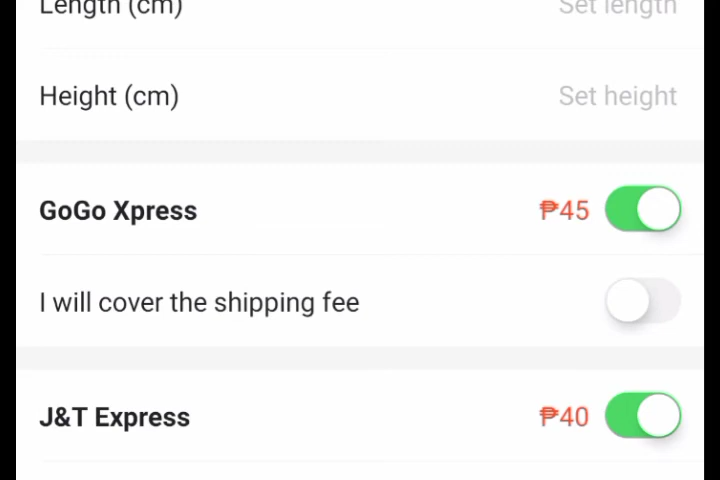 Length (cm) Set length
Height (cm) Set height
GoGo Xpress ₱45
I will cover the shipping fee
J&T Express ₱40